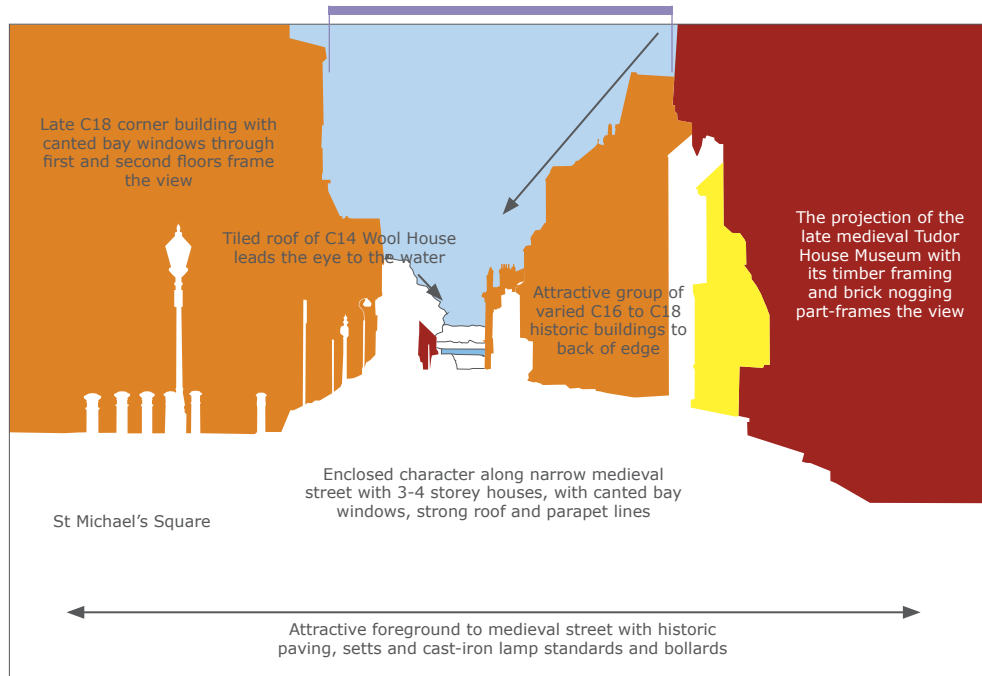 Late C18 corner building with
canted bay windows through
first and second floors frame
the view
Tiled roof of C14 Wool House
leads the eye to the water
Attractive group of
varied C16 to C18
historic buildings to
back of edge
The projection of the
late medieval Tudor
House Museum with
its timber framing
and brick nogging
part-frames the view
Enclosed character along narrow medieval
street with 3-4 storey houses, with canted bay
windows, strong roof and parapet lines
St Michael’s Square
Attractive foreground to medieval street with historic
paving, setts and cast-iron lamp standards and bollards